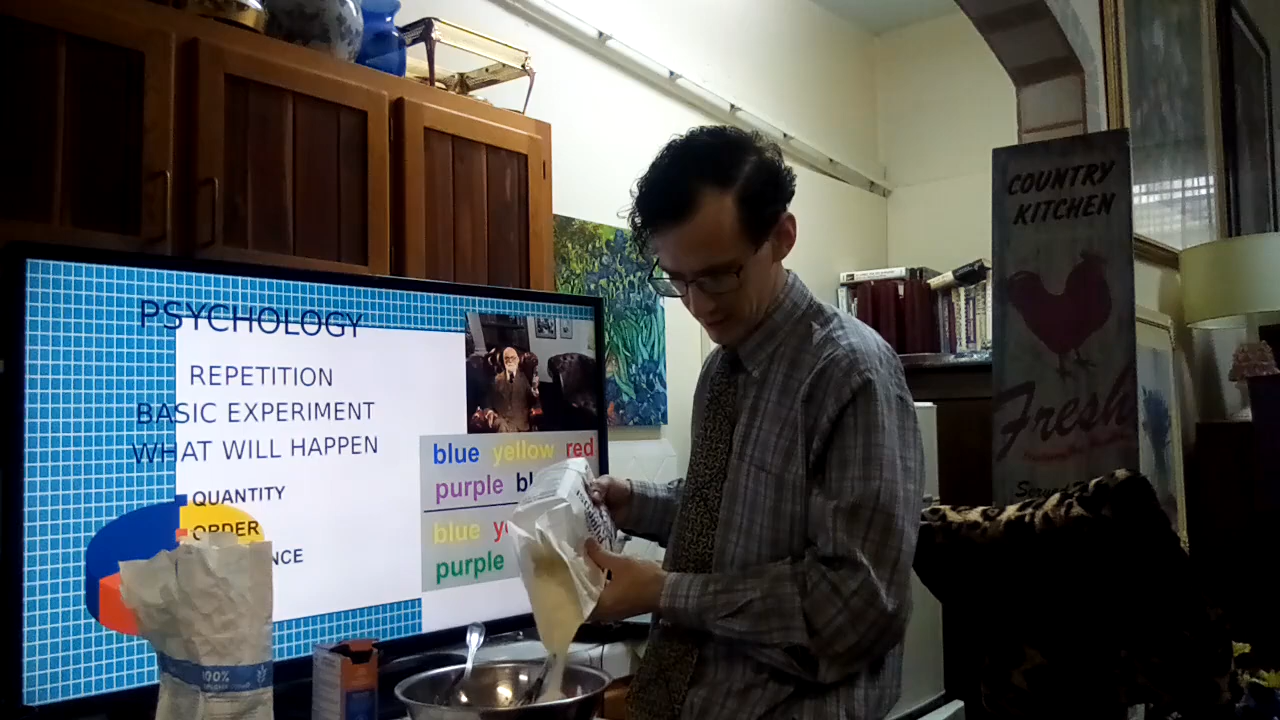 PSYCHOLOGY
REPETITION
BASIC EXPERIMENT
WHAT WILL HAPPEN
QUANTITY
ORDER
NCE
blue yellow red
purple bl
blue y
purple
100%
COUNTRY
KITCHEN
Fresh